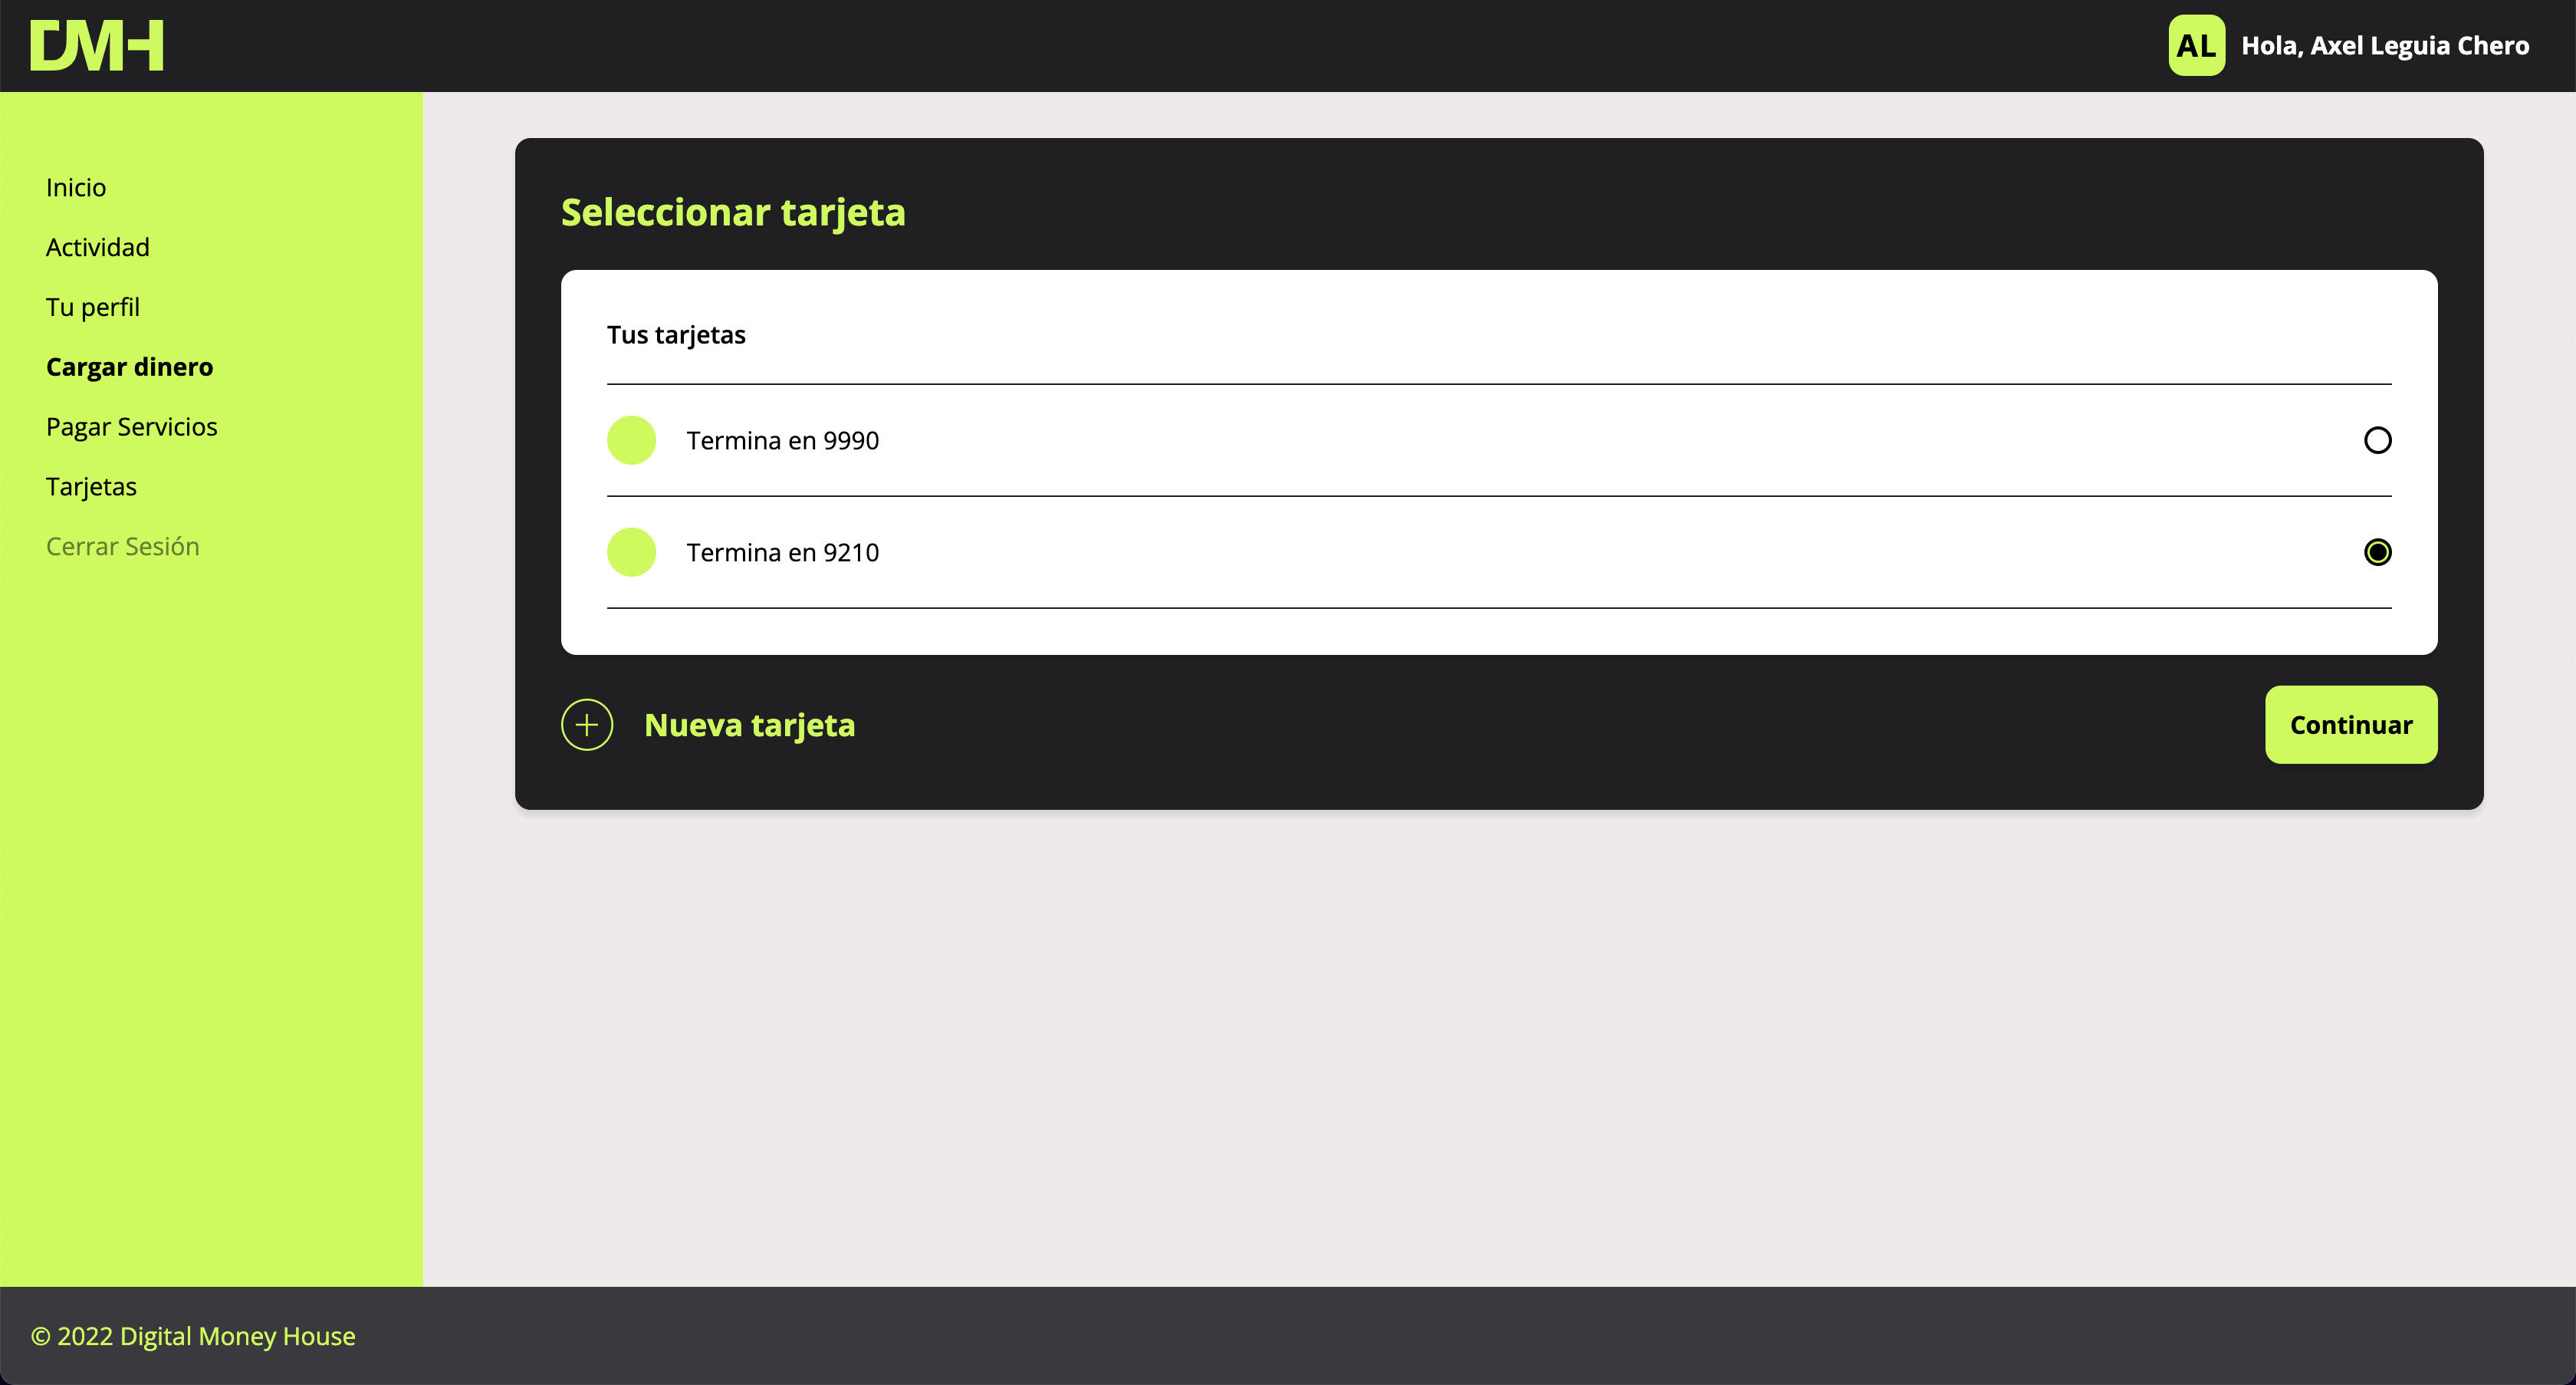 DMH
AL
Hola, Axel Leguia Chero
Inicio
Actividad
Tu perfil
Cargar dinero
Pagar Servicios
Tarjetas
Cerrar Sesión
Seleccionar tarjeta
Tus tarjetas
Termina en 9990
Termina en 9210
Nueva tarjeta
Continuar
© 2022 Digital Money House